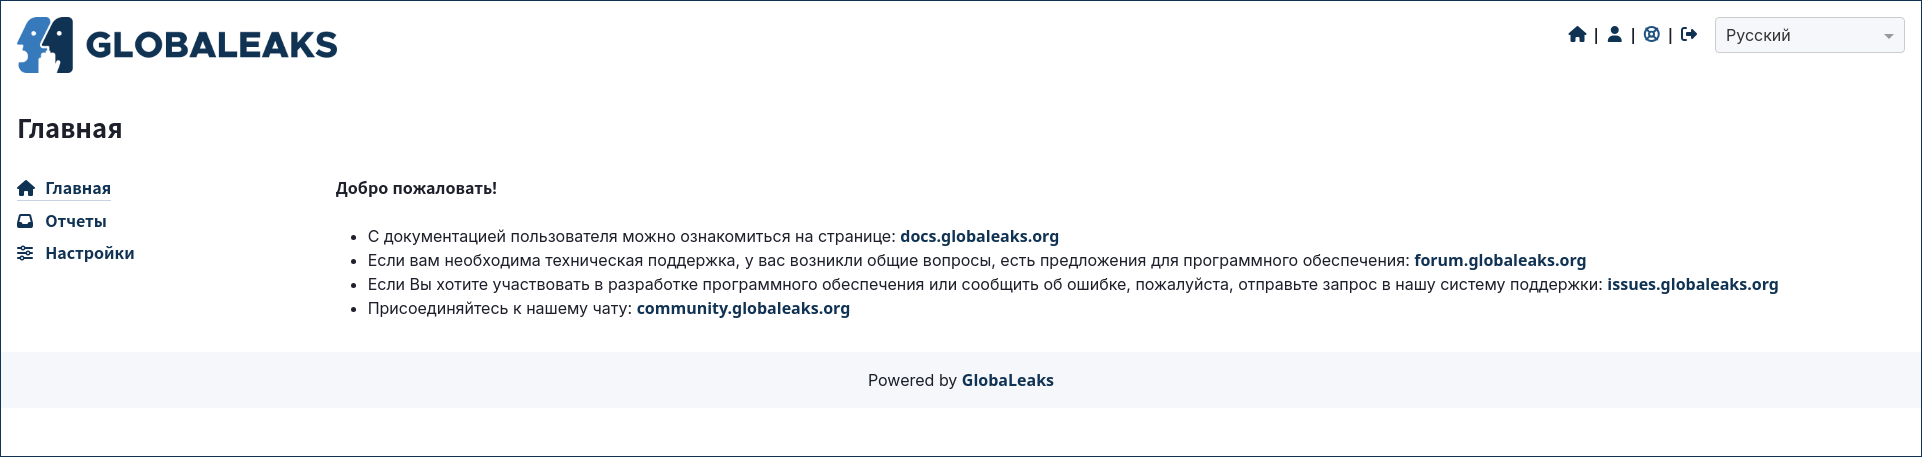 GLOBALEAKS
| | | Русский
Главная
Главная
Отчеты
Настройки
Добро пожаловать!
• С документацией пользователя можно ознакомиться на странице: docs.globaleaks.org
• Если вам необходима техническая поддержка, у вас возникли общие вопросы, есть предложения для программного обеспечения: forum.globaleaks.org
• Если Вы хотите участвовать в разработке программного обеспечения или сообщить об ошибке, пожалуйста, отправьте запрос в нашу систему поддержки: issues.globaleaks.org
• Присоединяйтесь к нашему чату: community.globaleaks.org
Powered by GlobaLeaks